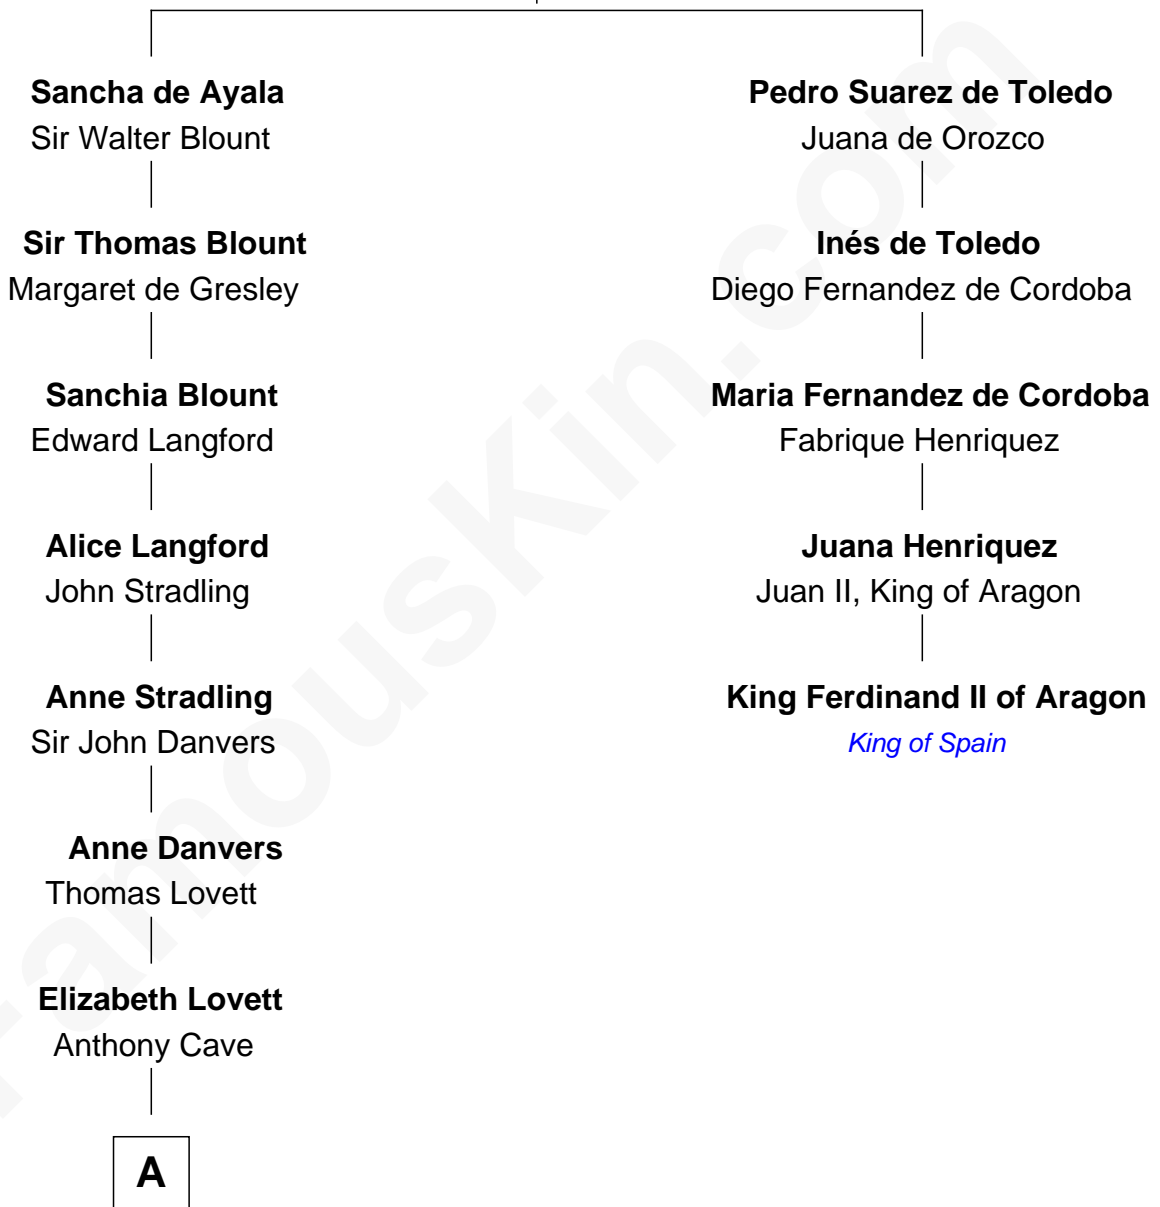 Sancha de Ayala
Sir Walter Blount
Sir Thomas Blount
Margaret de Gresley
Sanchia Blount
Edward Langford
Alice Langford
John Stradling
Anne Stradling
Sir John Danvers
Anne Danvers
Thomas Lovett
Elizabeth Lovett
Anthony Cave
A
Pedro Suarez de Toledo
Juana de Orozco
Inés de Toledo
Diego Fernandez de Cordoba
Maria Fernandez de Cordoba
Fabrique Henriquez
Juana Henriquez
Juan II, King of Aragon
King Ferdinand II of Aragon
King of Spain
FamousKin.com